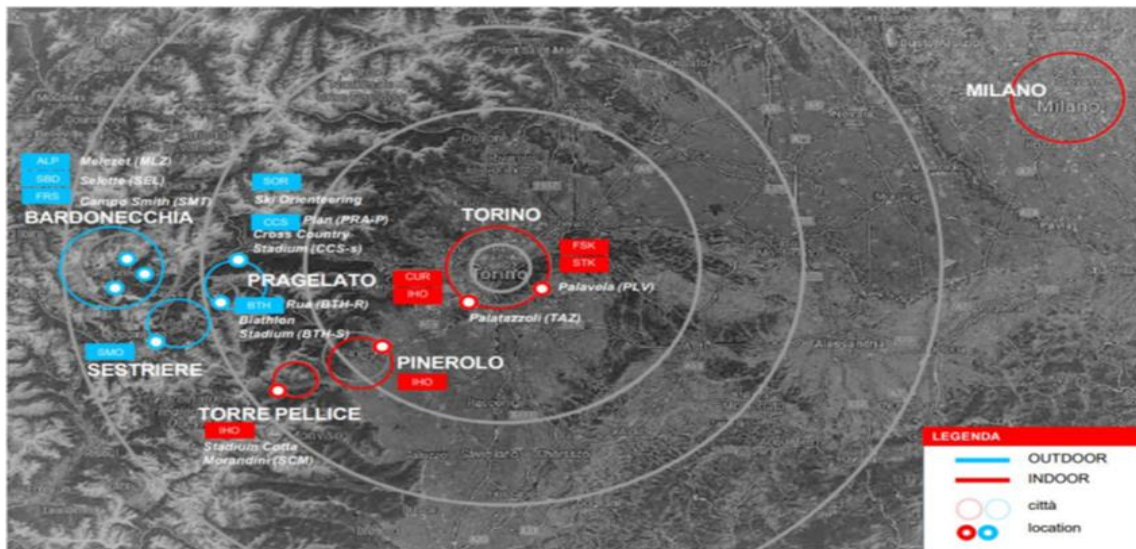 MILANO
Milano
ALP Melezet (MLZ)
SBD Selette (SEL)
FRS Campo Smith (SMT)
BARDONECCHIA
SOR
Ski Orienteering
CCS Plan (PRA-P)
Cross Country
Stadium (CCS-s)
PRAGELATO
BTH Rua (BTH-R)
Biathlon
Stadium (BTH-S)
SMO
SESTRIERE
TORINO
Torino
FSK
STK
Palavela (PLV)
CUR
IHO
Palatazzoli (TAZ)
PINEROLO
IHO
TORRE PELLICE
IHO
Stadium Cotta
Morandini (SCM)
Alessandria
LEGENDA
OUTDOOR
INDOOR
città
location